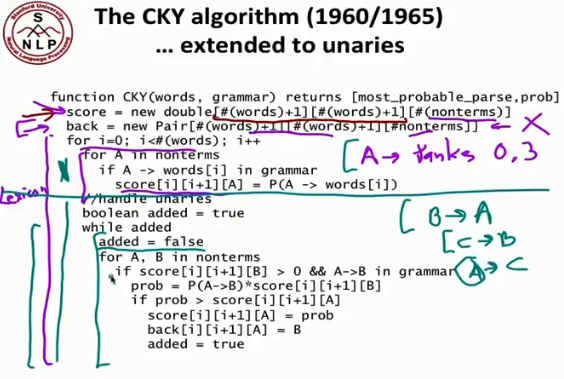 Stanford University
S
NLP
Natural Language Processing
The CKY algorithm (1960/1965)
… extended to unaries
function CKY(words, grammar) returns [most_probable_parse,prob]
score = new double[#(words)+1][#(words)+1][#(nonterms)]
back = new Pair[#(words)+1][#(words)+1][#nonterms]]
X
for i=0; i<#(words); i++
for A in nonterms
[A → tanks 0.3
if A -> words[i] in grammar
score[i][i+1][A] = P(A -> words[i])
Lexicon
//handle unaries
boolean added = true
[B → A
while added
added = false
[C → B
for A, B in nonterms
if score[i][i+1][B] > 0 && A->B in grammar
A → C
prob = P(A->B)*score[i][i+1][B]
if prob > score[i][i+1][A]
score[i][i+1][A] = prob
back[i][i+1][A] = B
added = true